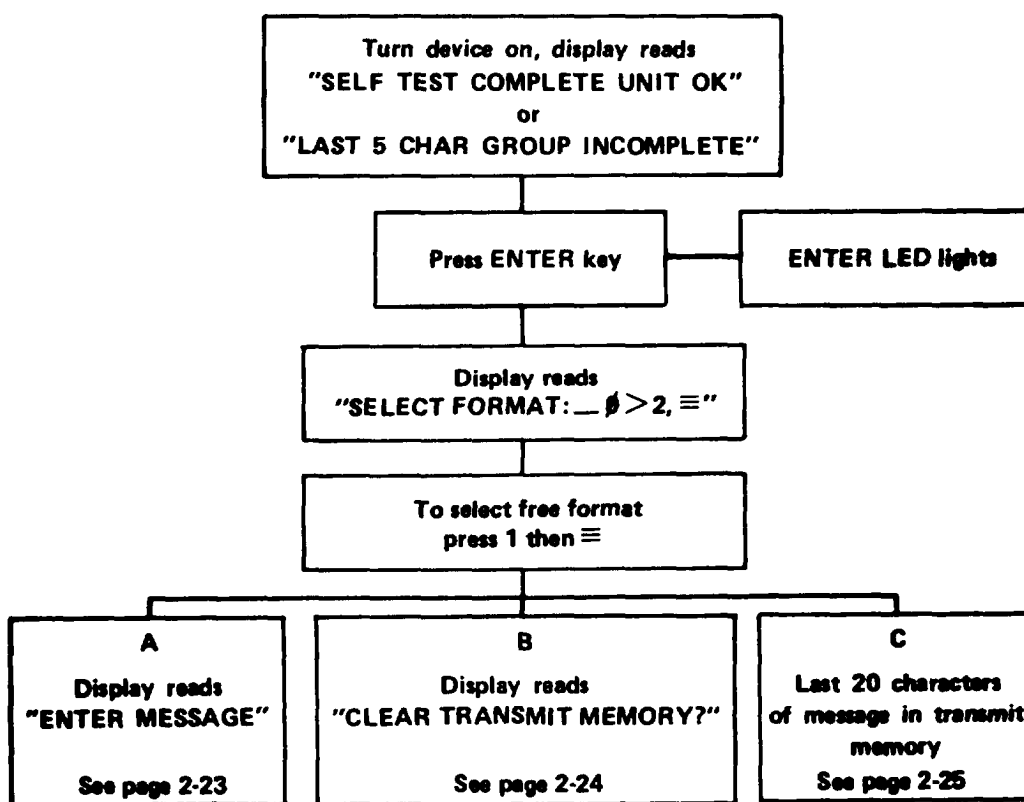 Turn device on, display reads
"SELF TEST COMPLETE UNIT OK"
or
"LAST 5 CHAR GROUP INCOMPLETE"
Press ENTER key
ENTER LED lights
Display reads
"SELECT FORMAT: _ 0̸ > 2, ≡"
To select free format
press 1 then ≡
A
Display reads
"ENTER MESSAGE"
See page 2-23
B
Display reads
"CLEAR TRANSMIT MEMORY?"
See page 2-24
C
Last 20 characters
of message in transmit
memory
See page 2-25